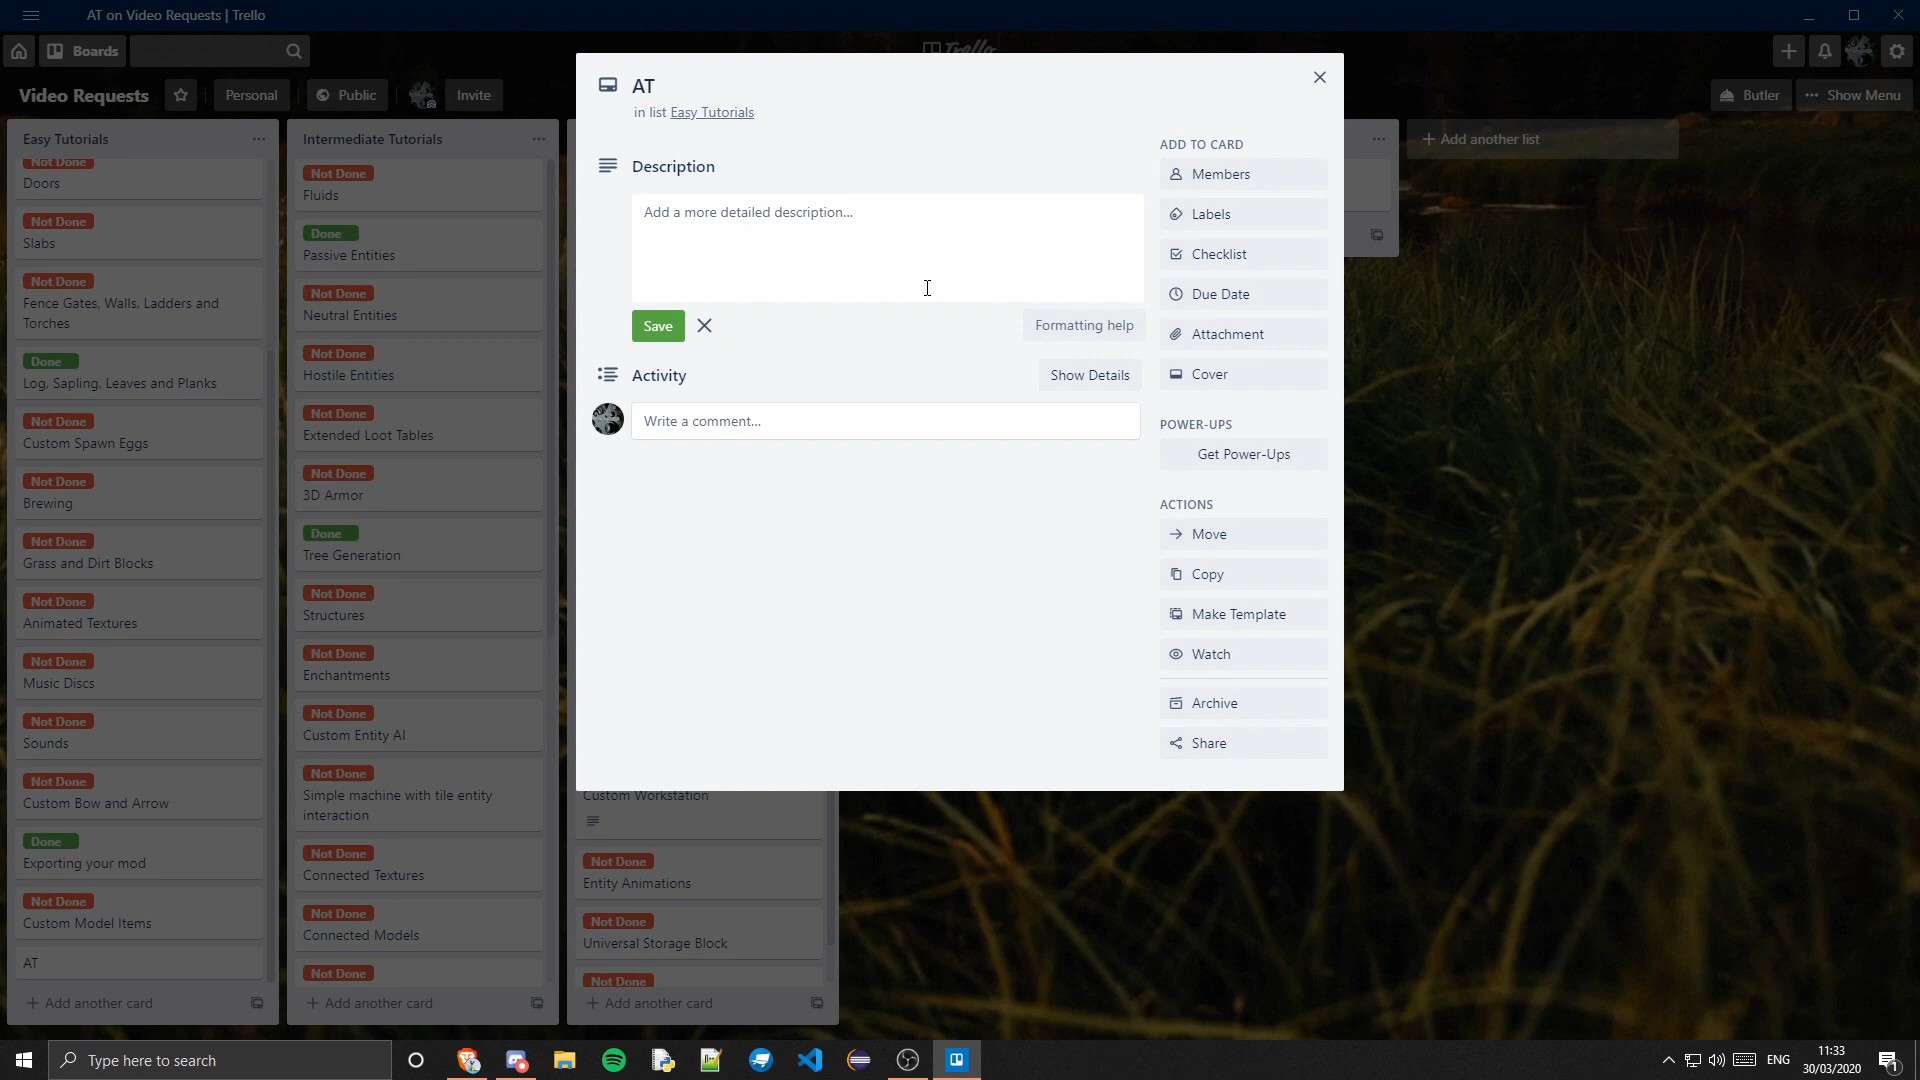 AT on Video Requests | Trello
Boards
Trello
Video Requests
Personal
Public
Invite
Butler
Show Menu
Easy Tutorials
Not Done
Doors
Not Done
Slabs
Not Done
Fence Gates, Walls, Ladders and
Torches
Done
Log, Sapling, Leaves and Planks
Not Done
Custom Spawn Eggs
Not Done
Brewing
Not Done
Grass and Dirt Blocks
Not Done
Animated Textures
Not Done
Music Discs
Not Done
Sounds
Not Done
Custom Bow and Arrow
Done
Exporting your mod
Not Done
Custom Model Items
AT
+ Add another card
Intermediate Tutorials
Not Done
Fluids
Done
Passive Entities
Not Done
Neutral Entities
Not Done
Hostile Entities
Not Done
Extended Loot Tables
Not Done
3D Armor
Done
Tree Generation
Not Done
Structures
Not Done
Enchantments
Not Done
Custom Entity AI
Not Done
Simple machine with tile entity
interaction
Not Done
Connected Textures
Not Done
Connected Models
Not Done
+ Add another card
Custom Workstation
Not Done
Entity Animations
Not Done
Universal Storage Block
Not Done
+ Add another card
+ Add another list
AT
in list Easy Tutorials
Description
Add a more detailed description...
Save
Formatting help
Activity
Show Details
Write a comment...
ADD TO CARD
Members
Labels
Checklist
Due Date
Attachment
Cover
POWER-UPS
Get Power-Ups
ACTIONS
Move
Copy
Make Template
Watch
Archive
Share
Type here to search
ENG
11:33
30/03/2020
1